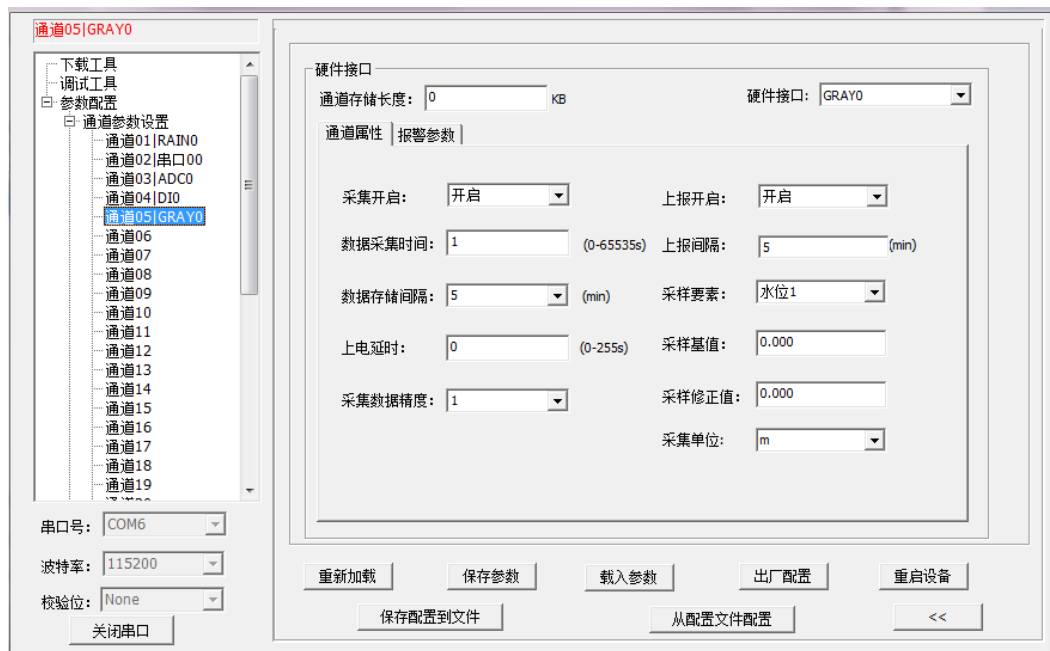 通道05|GRAY0
下载工具
调试工具
参数配置
通道参数设置
通道01|RAIN0
通道02|串口00
通道03|ADC0
通道04|DI0
通道05|GRAY0
通道06
通道07
通道08
通道09
通道10
通道11
通道12
通道13
通道14
通道15
通道16
通道17
通道18
通道19
串口号: COM6
波特率: 115200
校验位: None
关闭串口
硬件接口
通道存储长度: 0 KB 硬件接口: GRAY0
通道属性 报警参数
采集开启: 开启 上报开启: 开启
数据采集时间: 1 (0-65535s) 上报间隔: 5 (min)
数据存储间隔: 5 (min) 采样要素: 水位1
上电延时: 0 (0-255s) 采样基值: 0.000
采集数据精度: 1 采样修正值: 0.000
采集单位: m
重新加载 保存参数 载入参数 出厂配置 重启设备
保存配置到文件 从配置文件配置 <<